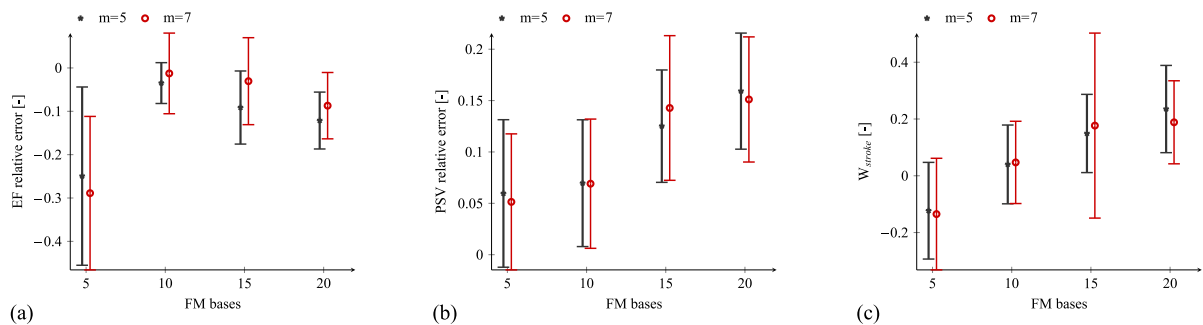 m=5 m=7
EF relative error [-]
0
−0.1
−0.2
−0.3
−0.4
5 10 15 20
FM bases
(a)
m=5 m=7
PSV relative error [-]
0.2
0.15
0.1
0.05
0
5 10 15 20
FM bases
(b)
m=5 m=7
W_stroke [-]
0.4
0.2
0
−0.2
5 10 15 20
FM bases
(c)